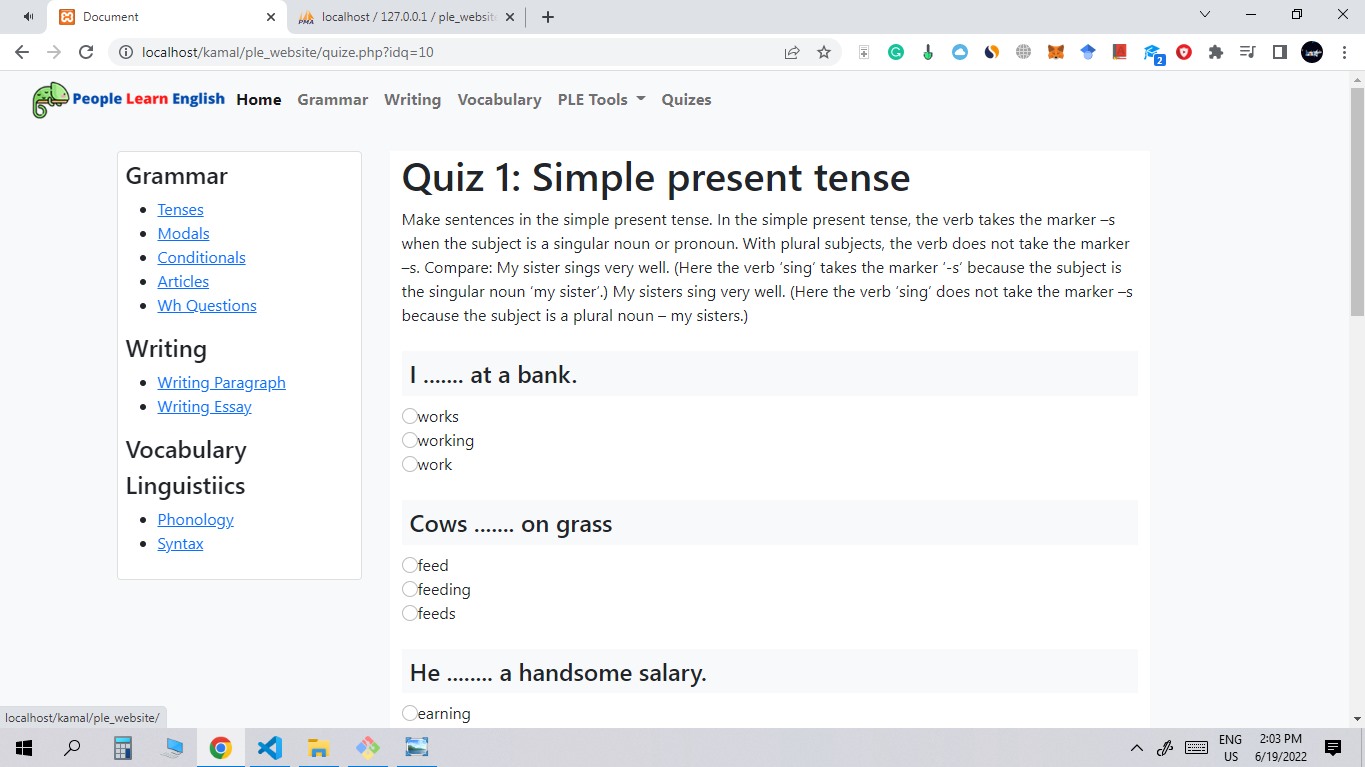 Document
localhost / 127.0.0.1 / ple_website
localhost/kamal/ple_website/quize.php?idq=10
2
People Learn English Home Grammar Writing Vocabulary PLE Tools Quizes
Grammar
Tenses
Modals
Conditionals
Articles
Wh Questions
Writing
Writing Paragraph
Writing Essay
Vocabulary
Linguistiics
Phonology
Syntax
Quiz 1: Simple present tense
Make sentences in the simple present tense. In the simple present tense, the verb takes the marker –s
when the subject is a singular noun or pronoun. With plural subjects, the verb does not take the marker
–s. Compare: My sister sings very well. (Here the verb ‘sing’ takes the marker ‘-s’ because the subject is
the singular noun ‘my sister’.) My sisters sing very well. (Here the verb ‘sing’ does not take the marker –s
because the subject is a plural noun – my sisters.)
I ....... at a bank.
works
working
work
Cows ....... on grass
feed
feeding
feeds
He ........ a handsome salary.
earning
localhost/kamal/ple_website/
ENG
US
2:03 PM
6/19/2022